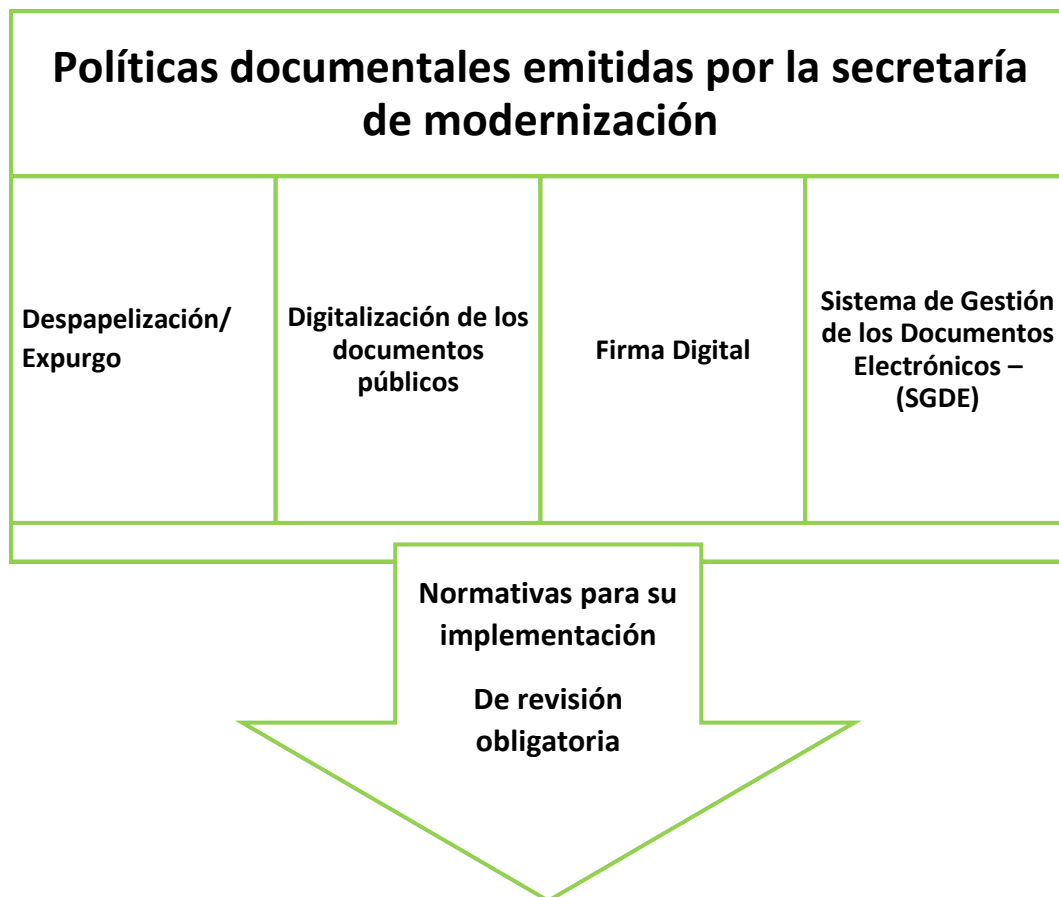 Políticas documentales emitidas por la secretaría
de modernización
Despapelización/
Expurgo
Digitalización de los
documentos
públicos
Firma Digital
Sistema de Gestión
de los Documentos
Electrónicos –
(SGDE)
Normativas para su
implementación
De revisión
obligatoria